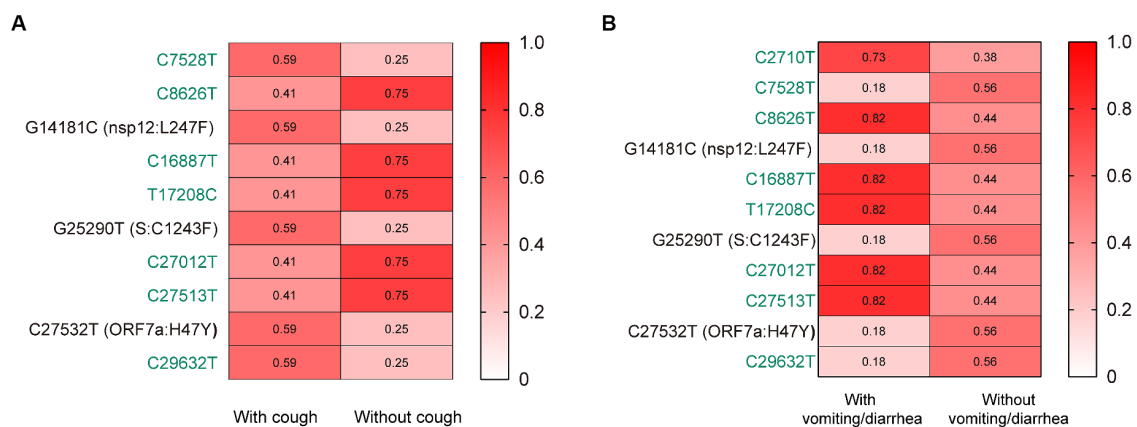 A
C7528T 0.59 0.25
C8626T 0.41 0.75
G14181C (nsp12:L247F) 0.59 0.25
C16887T 0.41 0.75
T17208C 0.41 0.75
G25290T (S:C1243F) 0.59 0.25
C27012T 0.41 0.75
C27513T 0.41 0.75
C27532T (ORF7a:H47Y) 0.59 0.25
C29632T 0.59 0.25
With cough Without cough
1.0
0.8
0.6
0.4
0.2
0
B
C2710T 0.73 0.38
C7528T 0.18 0.56
C8626T 0.82 0.44
G14181C (nsp12:L247F) 0.18 0.56
C16887T 0.82 0.44
T17208C 0.82 0.44
G25290T (S:C1243F) 0.18 0.56
C27012T 0.82 0.44
C27513T 0.82 0.44
C27532T (ORF7a:H47Y) 0.18 0.56
C29632T 0.18 0.56
With Without
vomiting/diarrhea vomiting/diarrhea
1.0
0.8
0.6
0.4
0.2
0